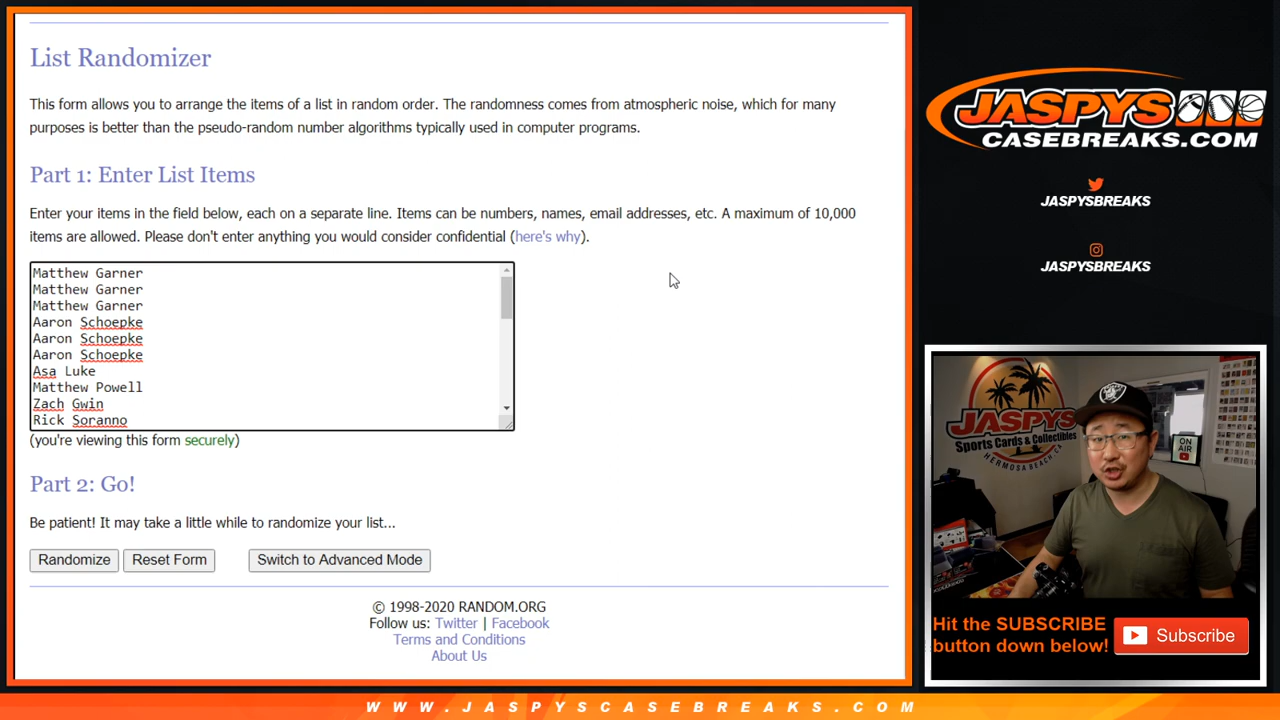 List Randomizer
This form allows you to arrange the items of a list in random order. The randomness comes from atmospheric noise, which for many
purposes is better than the pseudo-random number algorithms typically used in computer programs.
Part 1: Enter List Items
Enter your items in the field below, each on a separate line. Items can be numbers, names, email addresses, etc. A maximum of 10,000
items are allowed. Please don't enter anything you would consider confidential (here's why).
Matthew Garner
Matthew Garner
Matthew Garner
Aaron Schoepke
Aaron Schoepke
Aaron Schoepke
Asa Luke
Matthew Powell
Zach Gwin
Rick Soranno
(you're viewing this form securely)
Part 2: Go!
Be patient! It may take a little while to randomize your list...
Randomize Reset Form Switch to Advanced Mode
© 1998-2020 RANDOM.ORG
Follow us: Twitter | Facebook
Terms and Conditions
About Us
JASPYS
CASEBREAKS.COM
JASPYSBREAKS
JASPYSBREAKS
JASPYS
Sports Cards & Collectibles
HERMOSA BEACH CA
ON AIR
Hit the SUBSCRIBE
button down below!
Subscribe
WWW.JASPYSCASEBREAKS.COM